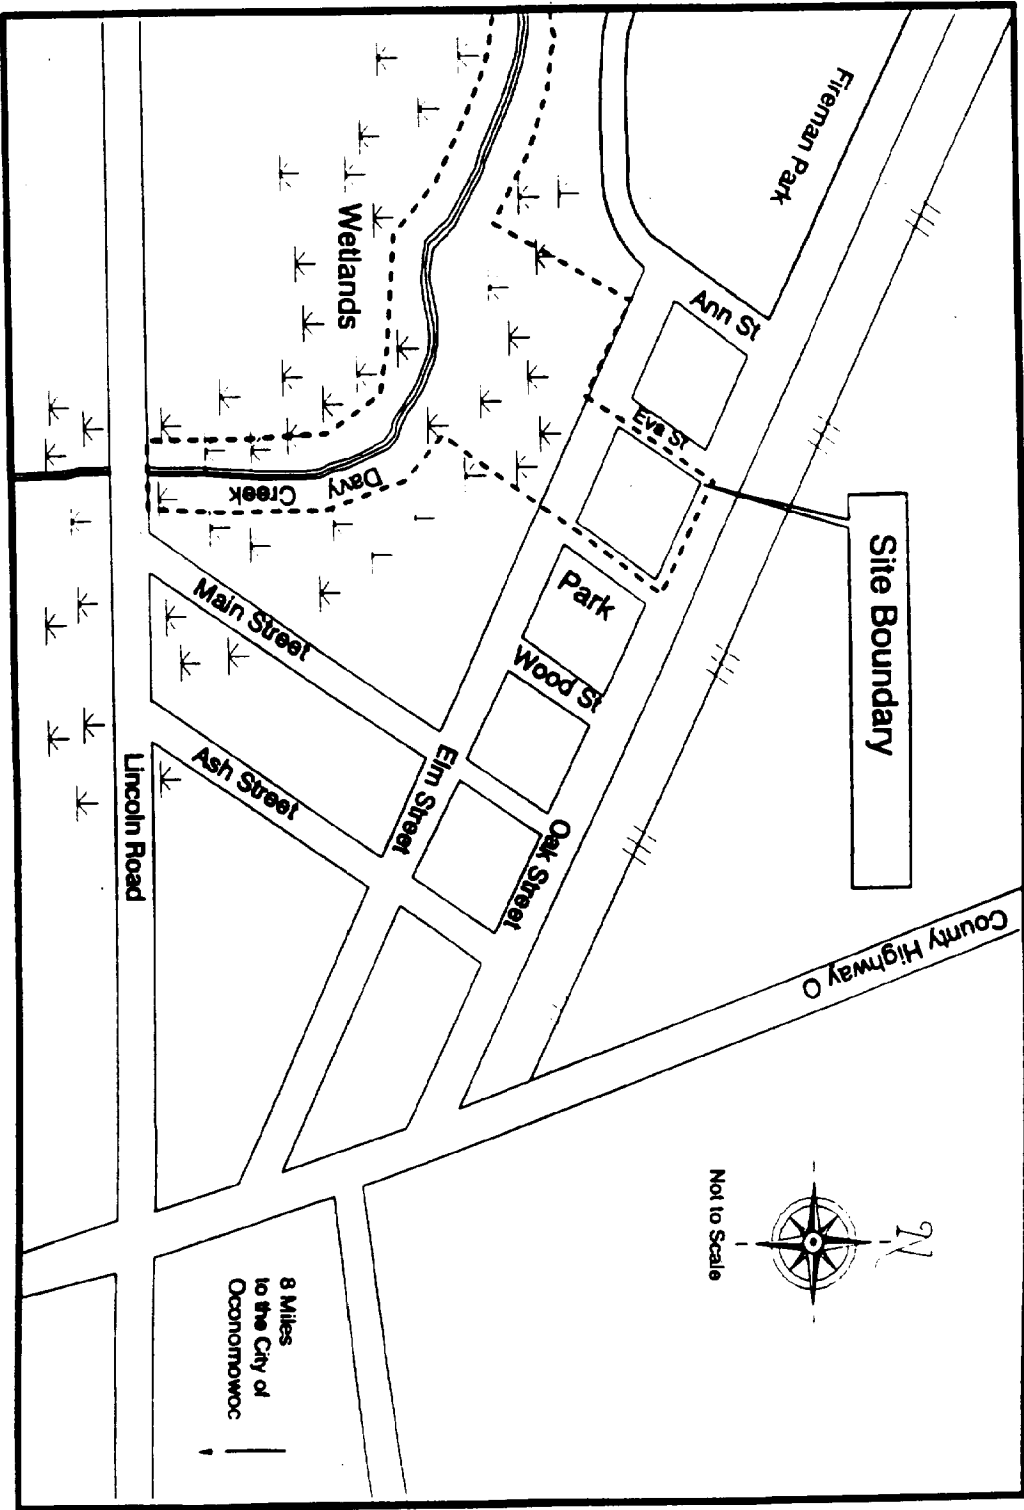 Fireman Park
Ann St
Eva St
Site Boundary
Wetlands
Davy
Creek
Park
Wood St
Main Street
Elm Street
Oak Street
Ash Street
Lincoln Road
County Highway O
N
Not to Scale
8 Miles
to the City of
Oconomowoc